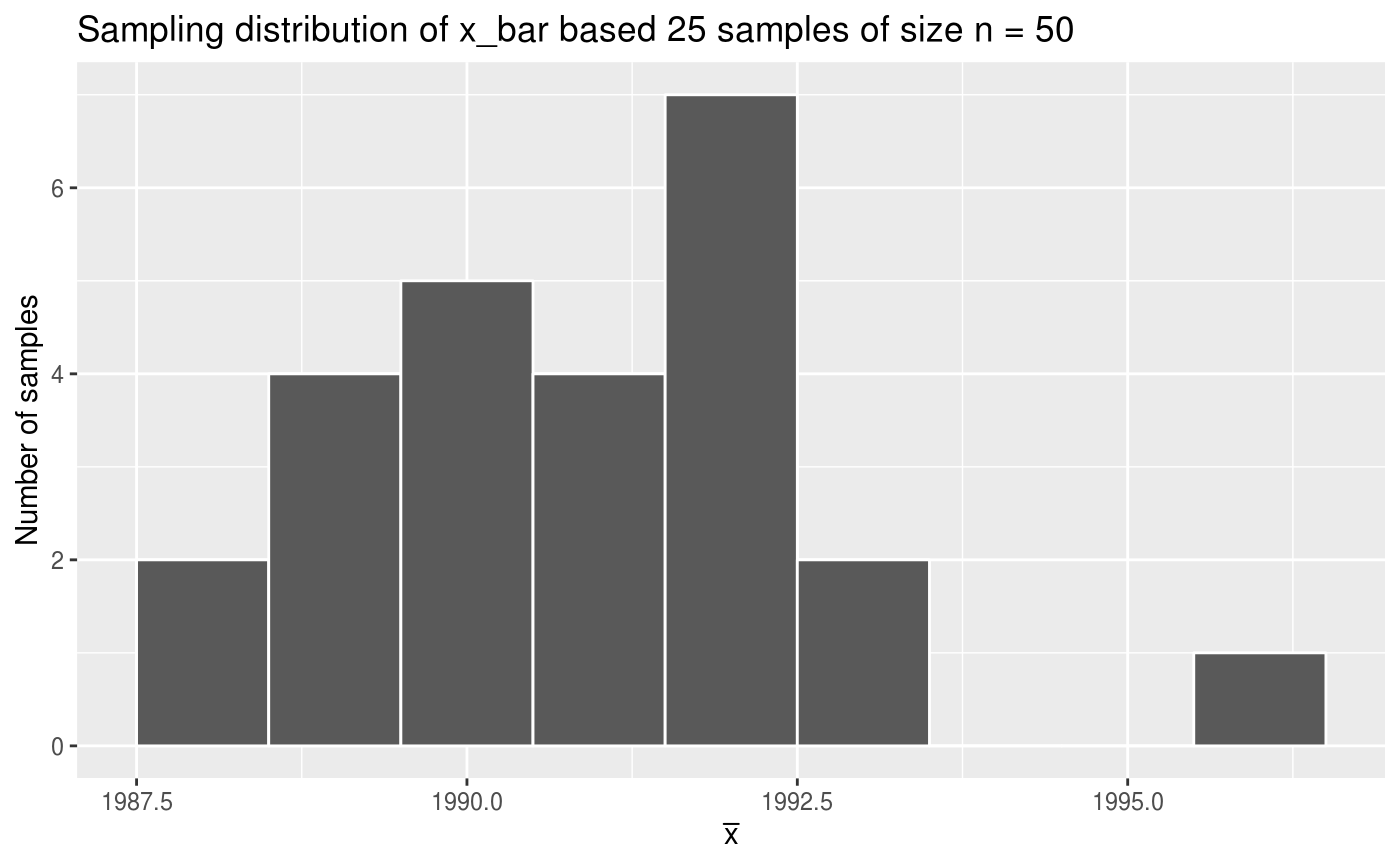 Sampling distribution of x_bar based 25 samples of size n = 50
Number of samples
6
4
2
0
1987.5 1990.0 1992.5 1995.0
x̅